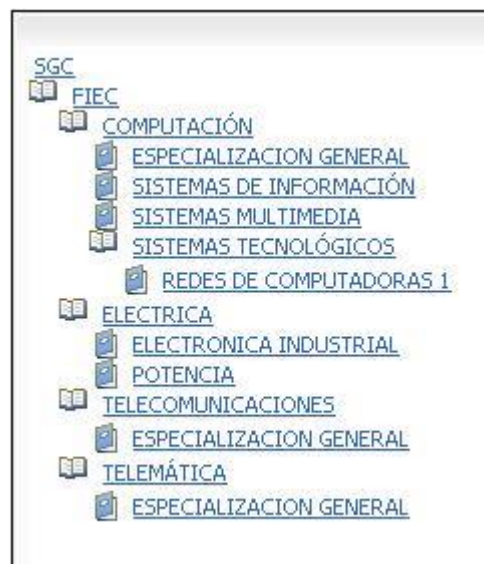 SGC
FIEC
COMPUTACIÓN
ESPECIALIZACION GENERAL
SISTEMAS DE INFORMACIÓN
SISTEMAS MULTIMEDIA
SISTEMAS TECNOLÓGICOS
REDES DE COMPUTADORAS 1
ELECTRICA
ELECTRONICA INDUSTRIAL
POTENCIA
TELECOMUNICACIONES
ESPECIALIZACION GENERAL
TELEMÁTICA
ESPECIALIZACION GENERAL